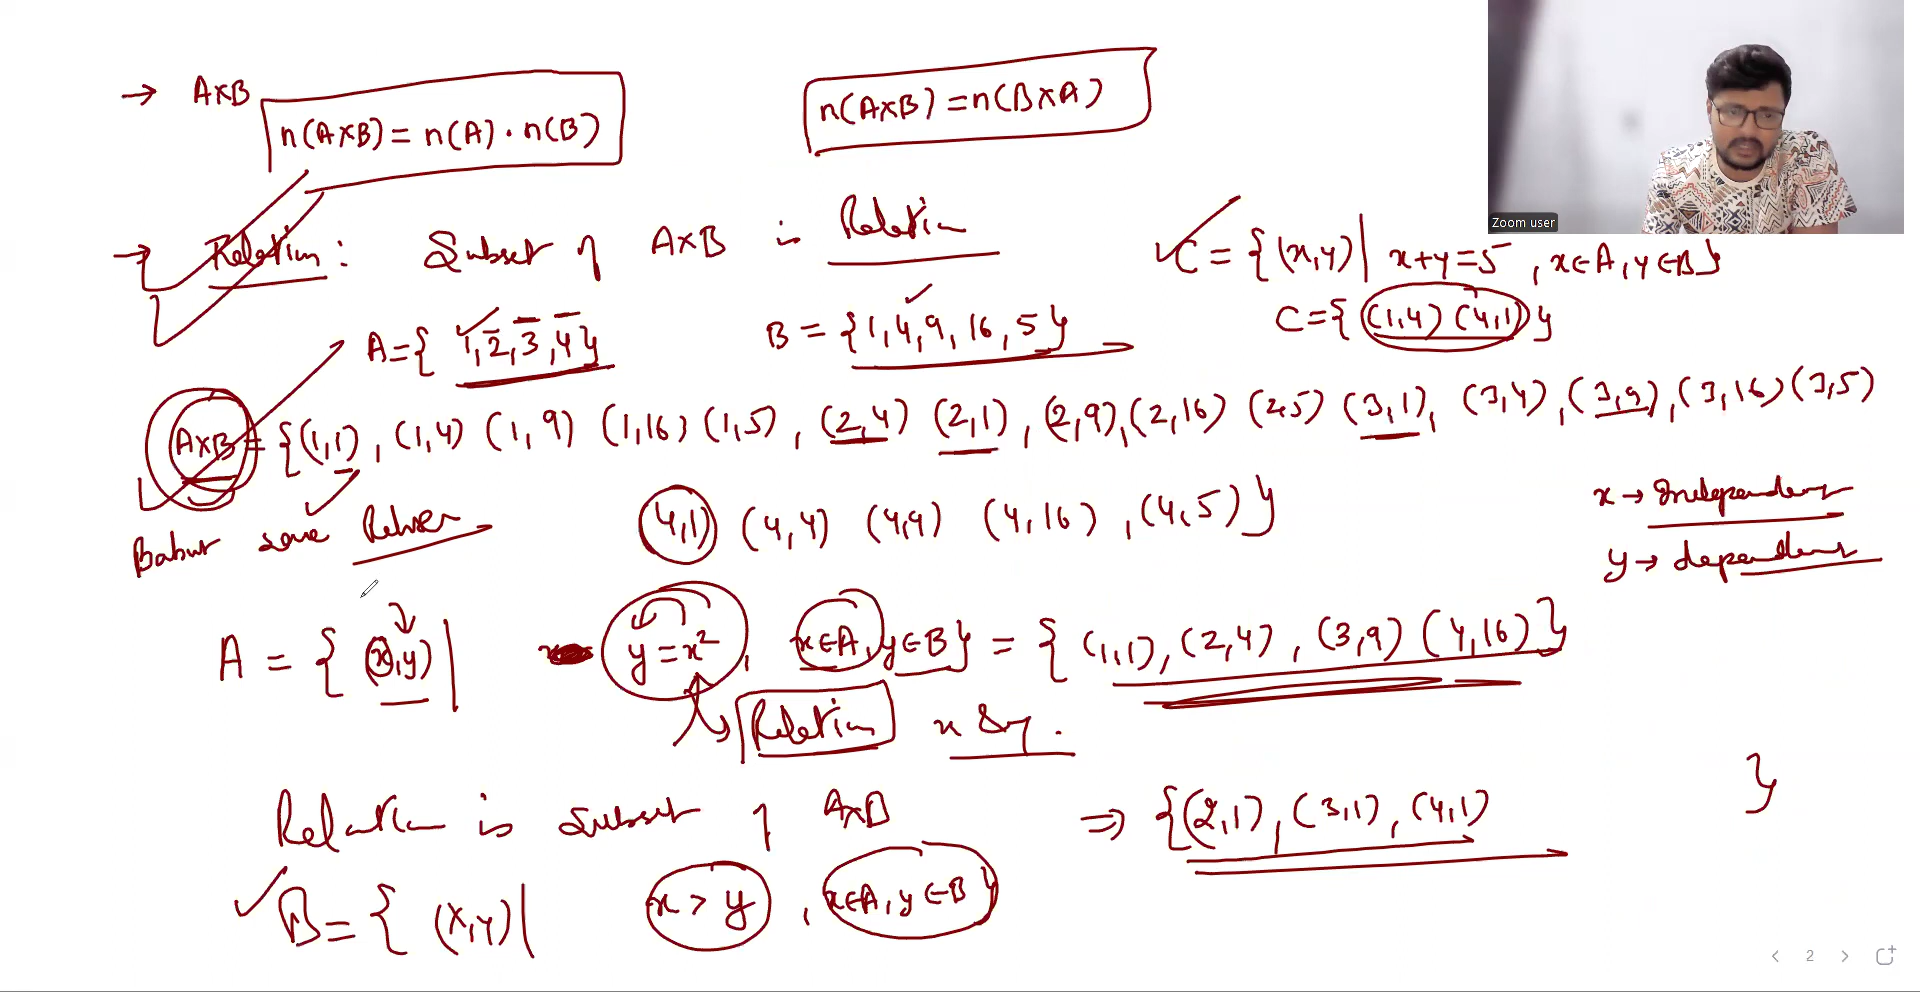 → A×B
n(A×B) = n(A) · n(B)
n(A×B) = n(B×A)
Zoom user
→ Relation : Subset of A×B is Relation
C = {(x,y)| x+y=5 , x∈A, y∈B}
C={ (1,4) (4,1) }
A={ 1,2,3,4}
B = {1,4,9,16,5}
A×B = {(1,1) , (1,4) (1,9) (1,16) (1,5) , (2,4) (2,1) , (2,9),(2,16) (2,5) (3,1), (3,4) , (3,9), (3,16) (3,5)
(4,1) (4,4) (4,9) (4,16) , (4,5) }
x → Independent
y → dependent
A = { (x,y)| y = x² , x∈A, y∈B} = { (1,1), (2,4) , (3,9) (4,16) }
Relation x & y .
Relation is subset of A×B ⇒ {(2,1) , (3,1) , (4,1) }
B = { (x,y)| x > y , x∈A, y∈B }
2